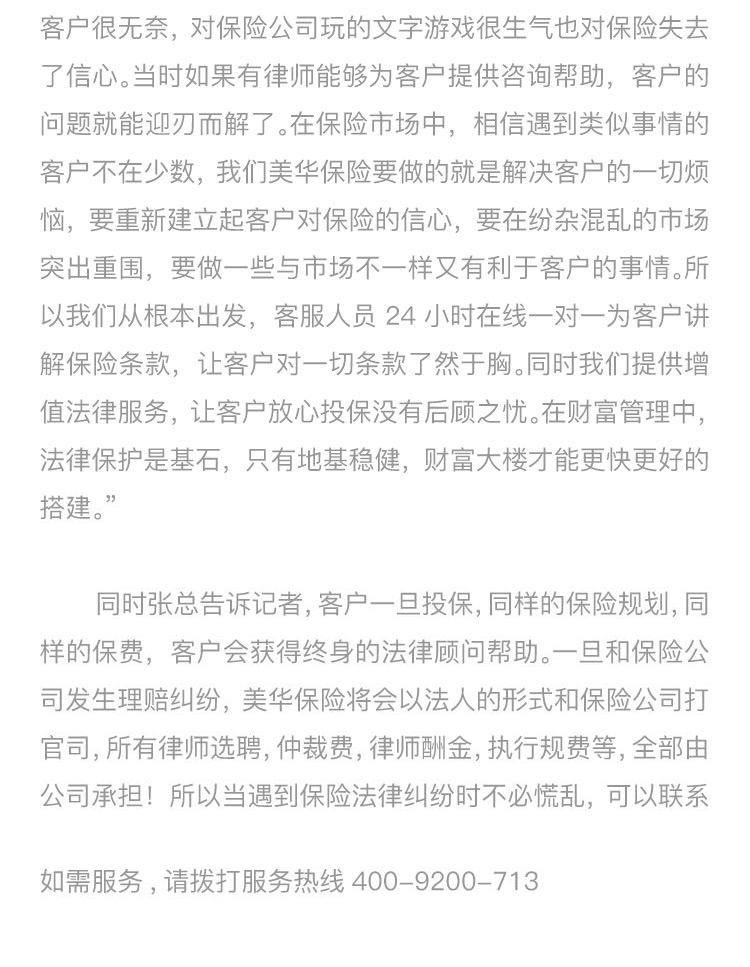 客户很无奈，对保险公司玩的文字游戏很生气也对保险失去
了信心。当时如果有律师能够为客户提供咨询帮助，客户的
问题就能迎刃而解了。在保险市场中，相信遇到类似事情的
客户不在少数，我们美华保险要做的就是解决客户的一切烦
恼，要重新建立起客户对保险的信心，要在纷杂混乱的市场
突出重围，要做一些与市场不一样又有利于客户的事情。所
以我们从根本出发，客服人员 24 小时在线一对一为客户讲
解保险条款，让客户对一切条款了然于胸。同时我们提供增
值法律服务，让客户放心投保没有后顾之忧。在财富管理中，
法律保护是基石，只有地基稳健，财富大楼才能更快更好的
搭建。”
同时张总告诉记者，客户一旦投保，同样的保险规划，同
样的保费，客户会获得终身的法律顾问帮助。一旦和保险公
司发生理赔纠纷，美华保险将会以法人的形式和保险公司打
官司，所有律师选聘，仲裁费，律师酬金，执行规费等，全部由
公司承担！所以当遇到保险法律纠纷时不必慌乱，可以联系
如需服务，请拨打服务热线 400-9200-713